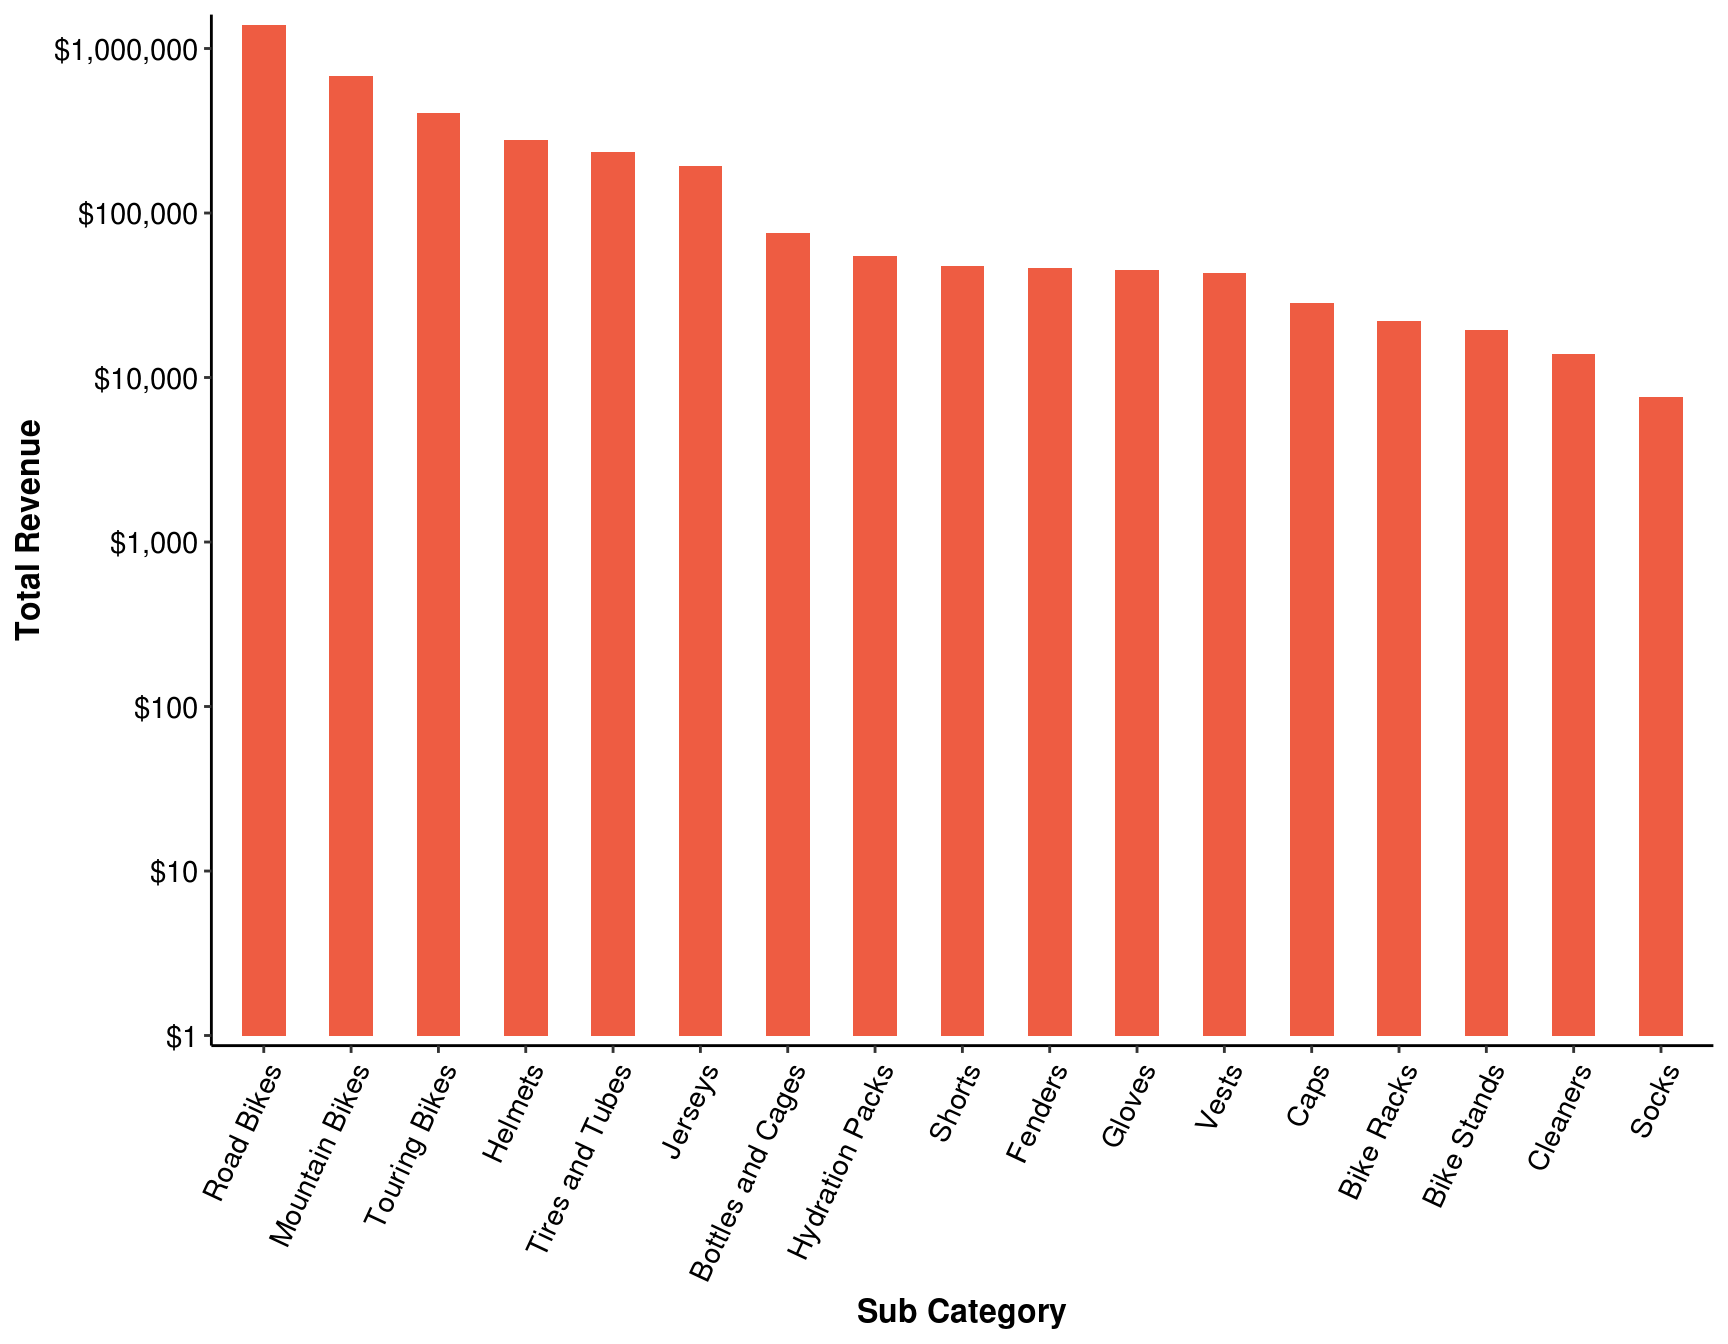 $1,000,000
$100,000
$10,000
$1,000
$100
$10
$1
Total Revenue
Road Bikes
Mountain Bikes
Touring Bikes
Helmets
Tires and Tubes
Jerseys
Bottles and Cages
Hydration Packs
Shorts
Fenders
Gloves
Vests
Caps
Bike Racks
Bike Stands
Cleaners
Socks
Sub Category